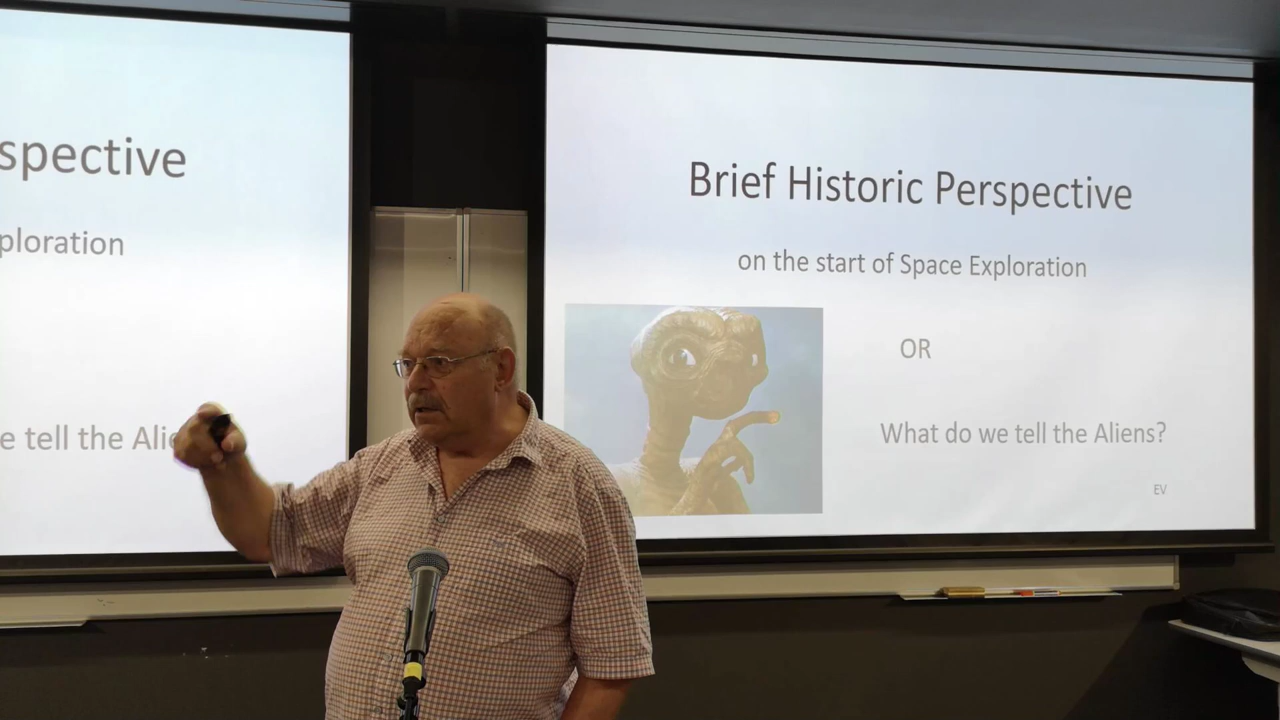 spective
ploration
e tell the Alie
Brief Historic Perspective
on the start of Space Exploration
OR
What do we tell the Aliens?
EV